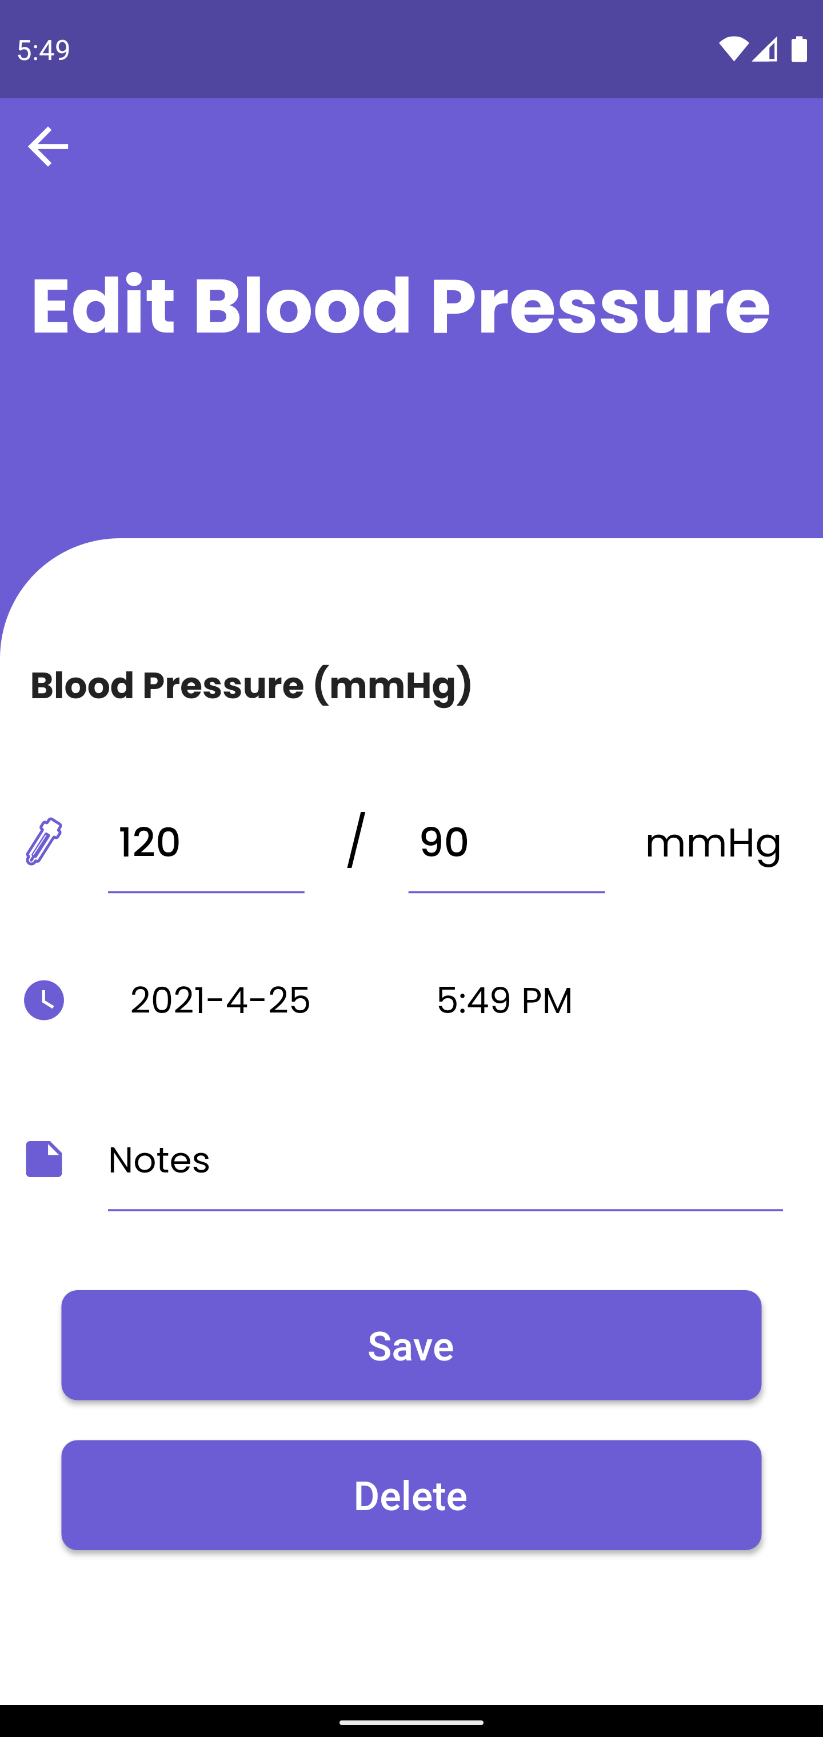 5:49
Edit Blood Pressure
Blood Pressure (mmHg)
120 / 90 mmHg
2021-4-25 5:49 PM
Notes
Save
Delete